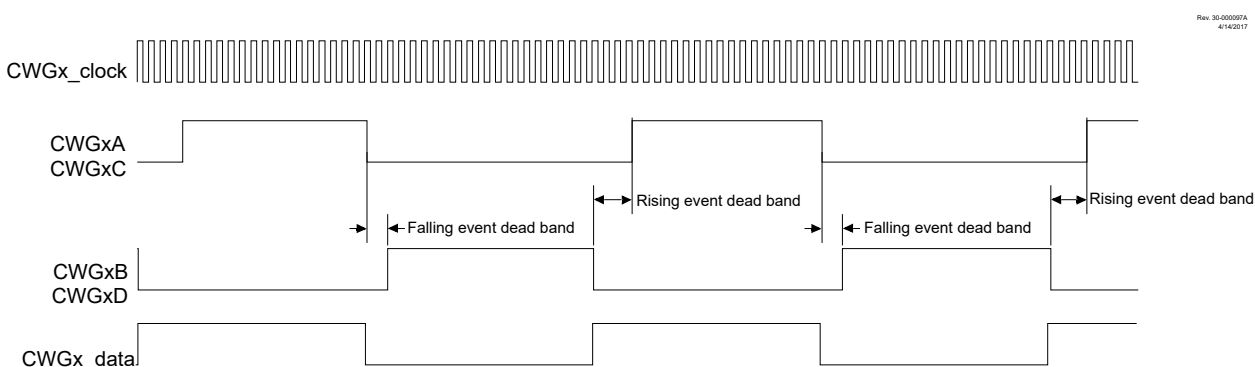 Rev. 30-000097A
4/14/2017
CWGx_clock
CWGxA
CWGxC
Rising event dead band
Rising event dead band
Falling event dead band
Falling event dead band
CWGxB
CWGxD
CWGx_data